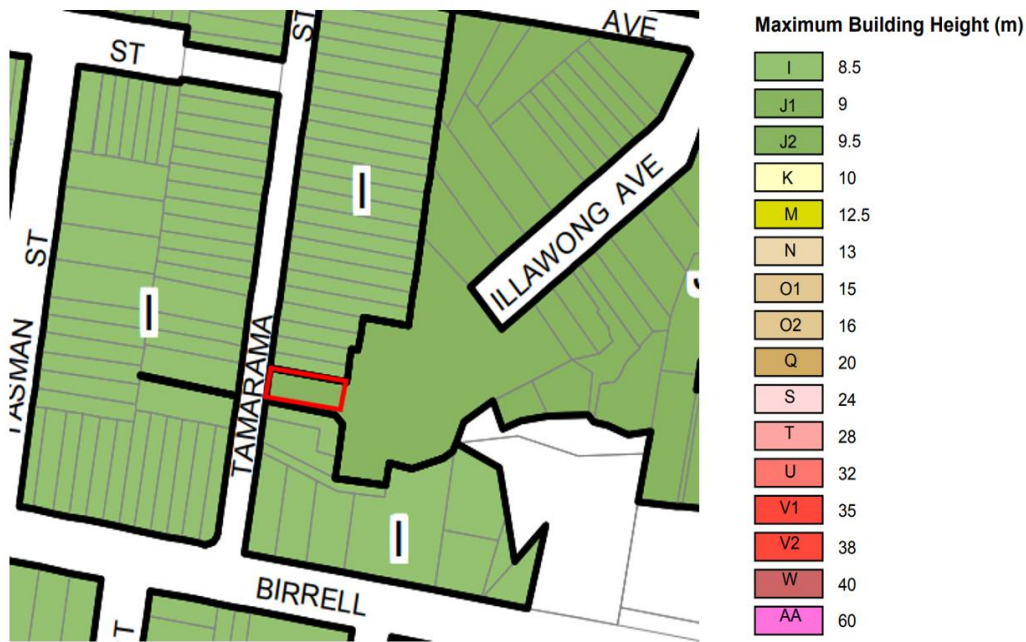 AVE
ST
ST
I
ILLAWONG AVE
ST
I
TASMAN
TAMARAMA
I
BIRRELL
Maximum Building Height (m)
I 8.5
J1 9
J2 9.5
K 10
M 12.5
N 13
O1 15
O2 16
Q 20
S 24
T 28
U 32
V1 35
V2 38
W 40
AA 60